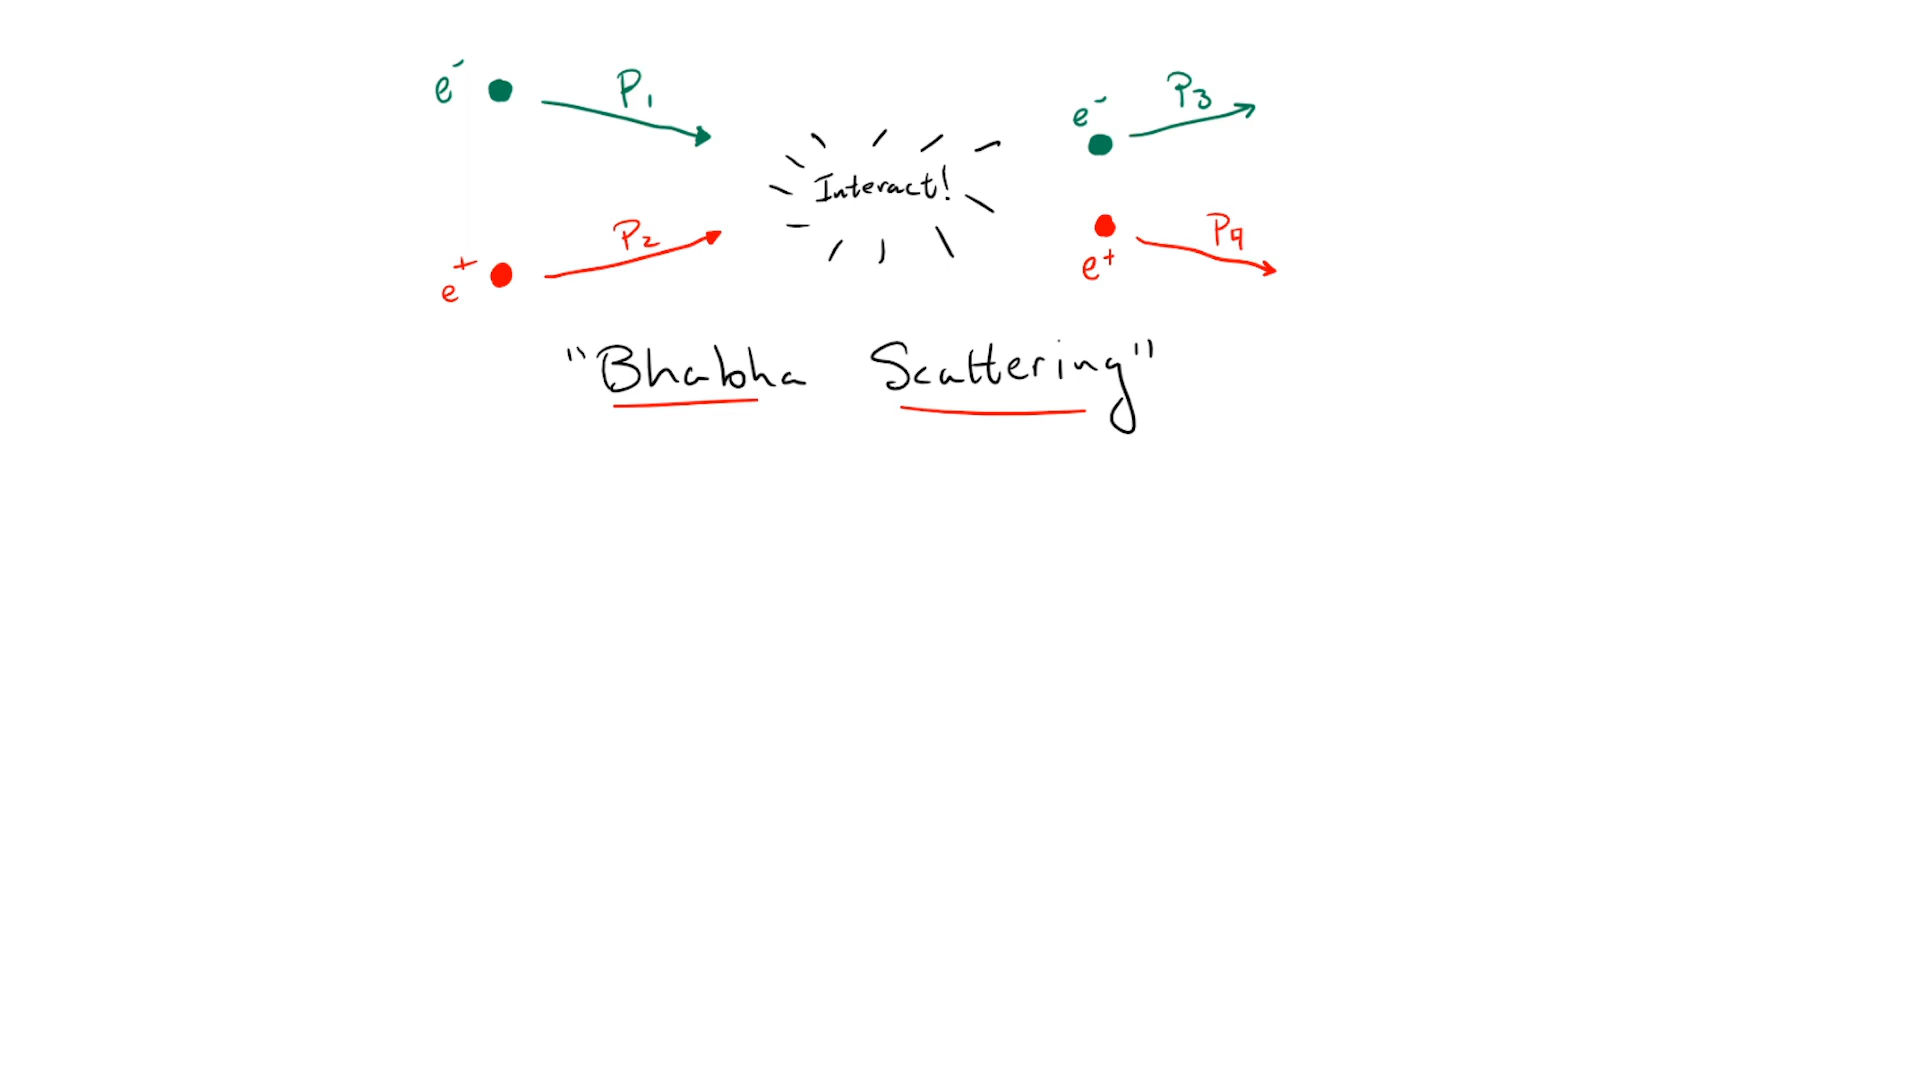 e⁻ P₁
e⁻ P₃
Interact!
e⁺ P₂
e⁺ P₄
"Bhabha Scattering"